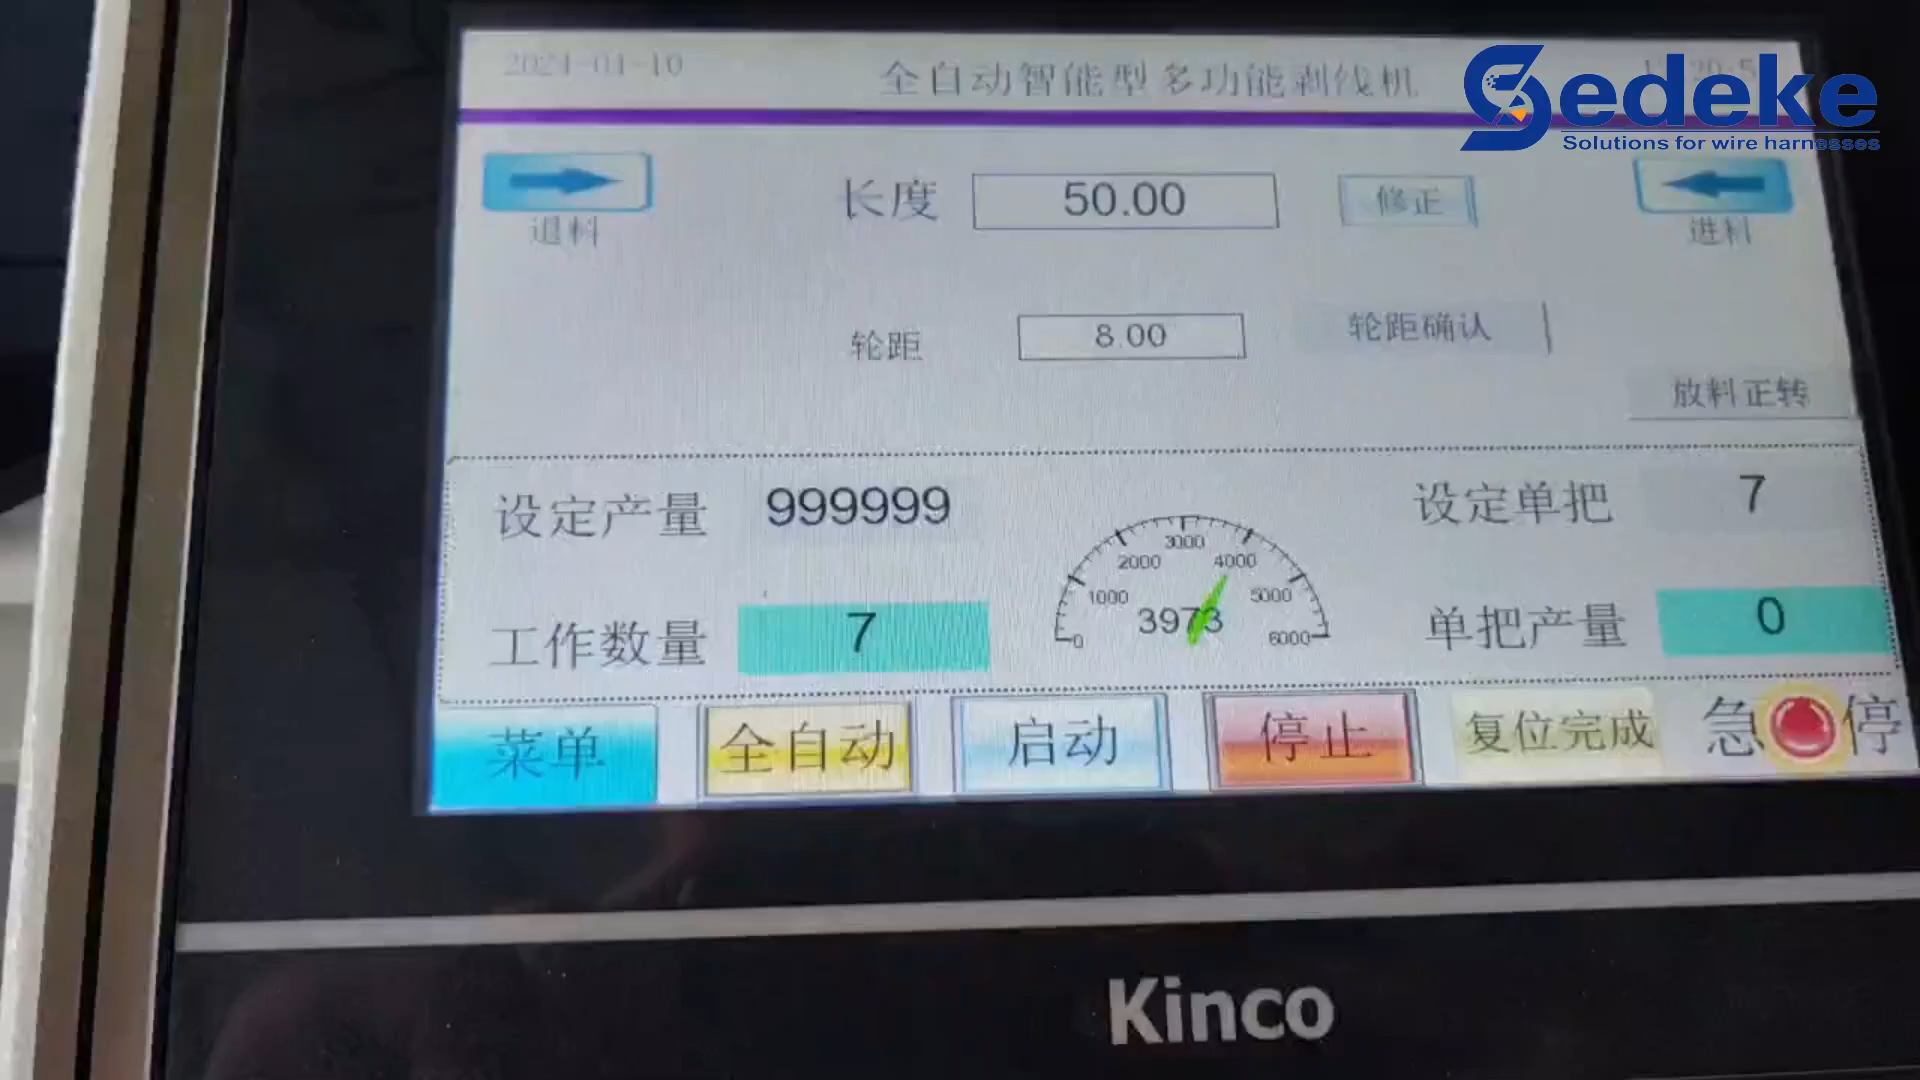 2024-01-10
全自动智能型多功能剥线机
Sedeke
Solutions for wire harnesses
退料
长度 50.00 修正
进料
轮距 8.00 轮距确认
放料正转
设定产量 999999
设定单把 7
0 1000 2000 3000 4000 5000 6000
3973
工作数量 7
单把产量 0
菜单 全自动 启动 停止 复位完成 急停
Kinco